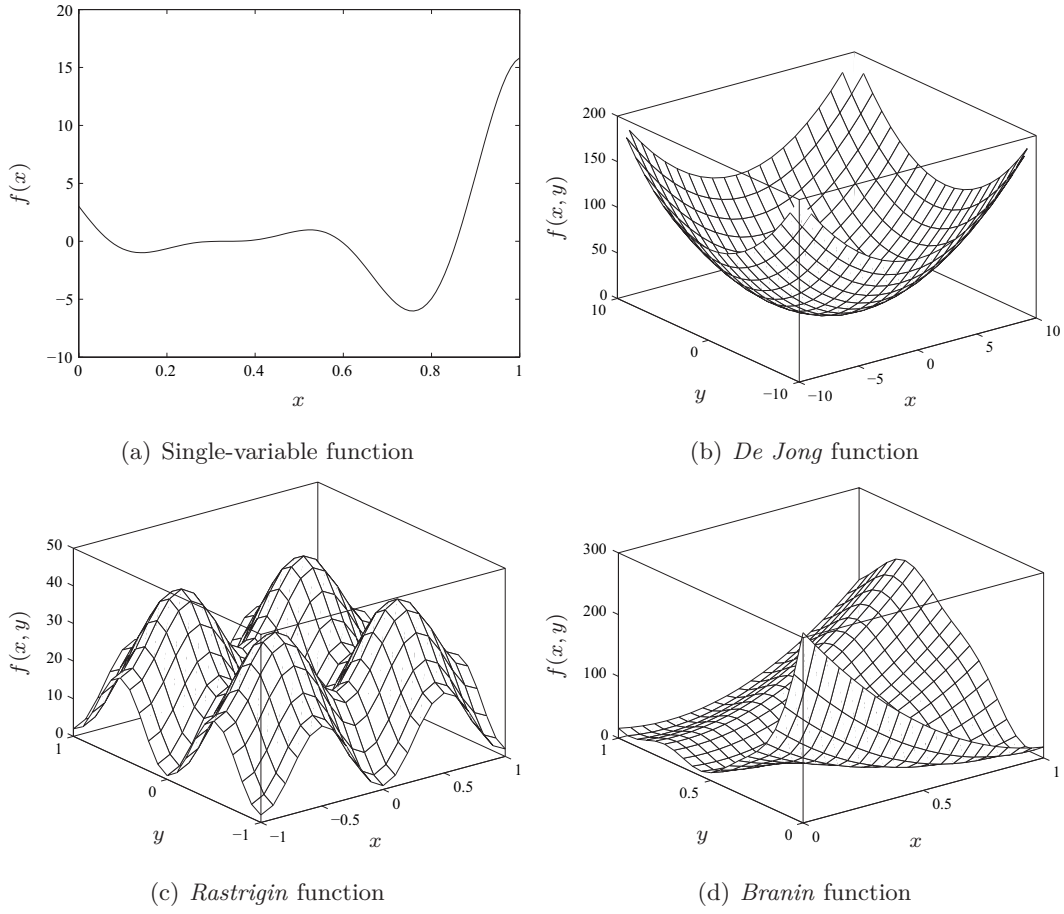 20
15
10
5
0
−5
−10
0 0.2 0.4 0.6 0.8 1
f(x)
x
(a) Single-variable function
200
150
100
50
0
10 0 −10
−10 −5 0 5 10
f(x, y)
y
x
(b) De Jong function
50
40
30
20
10
0
1 0 −1
−1 −0.5 0 0.5 1
f(x, y)
y
x
(c) Rastrigin function
300
200
100
0
1 0.5 0
0 0.5 1
f(x, y)
y
x
(d) Branin function